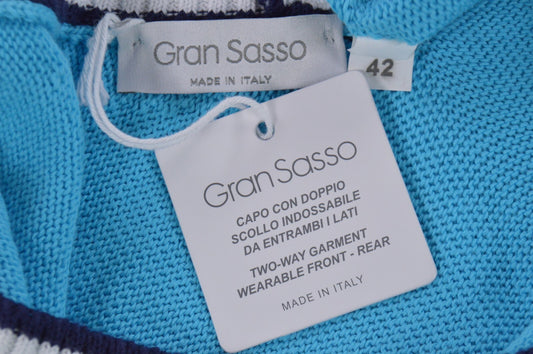 Gran Sasso
MADE IN ITALY
42
Gran Sasso
CAPO CON DOPPIO
SCOLLO INDOSSABILE
DA ENTRAMBI I LATI
TWO-WAY GARMENT
WEARABLE FRONT - REAR
MADE IN ITALY